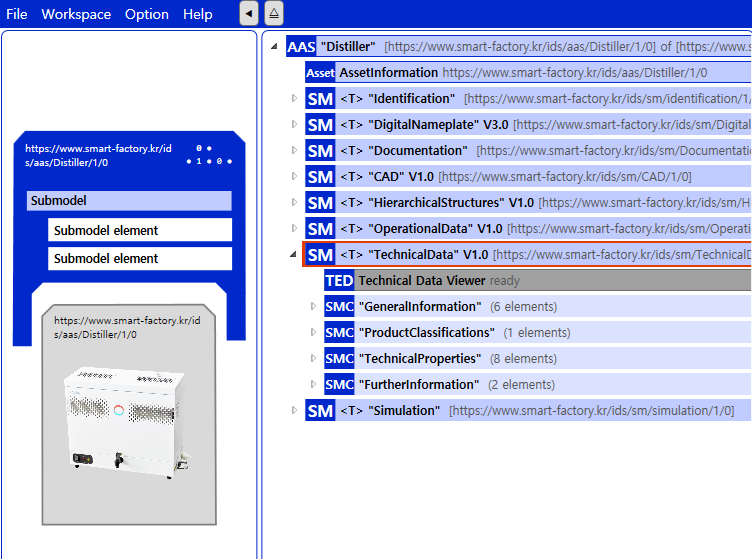 File Workspace Option Help
https://www.smart-factory.kr/id
s/aas/Distiller/1/0
Submodel
Submodel element
Submodel element
https://www.smart-factory.kr/id
s/aas/Distiller/1/0
AAS "Distiller" [https://www.smart-factory.kr/ids/aas/Distiller/1/0] of [https://www.s
Asset AssetInformation https://www.smart-factory.kr/ids/aas/Distiller/1/0
SM <T> "Identification" [https://www.smart-factory.kr/ids/sm/identification/1/
SM <T> "DigitalNameplate" V3.0 [https://www.smart-factory.kr/ids/sm/Digital
SM <T> "Documentation" [https://www.smart-factory.kr/ids/sm/Documentatio
SM <T> "CAD" V1.0 [https://www.smart-factory.kr/ids/sm/CAD/1/0]
SM <T> "HierarchicalStructures" V1.0 [https://www.smart-factory.kr/ids/sm/H
SM <T> "OperationalData" V1.0 [https://www.smart-factory.kr/ids/sm/Operatio
SM <T> "TechnicalData" V1.0 [https://www.smart-factory.kr/ids/sm/TechnicalD
TED Technical Data Viewer ready
SMC "GeneralInformation" (6 elements)
SMC "ProductClassifications" (1 elements)
SMC "TechnicalProperties" (8 elements)
SMC "FurtherInformation" (2 elements)
SM <T> "Simulation" [https://www.smart-factory.kr/ids/sm/simulation/1/0]